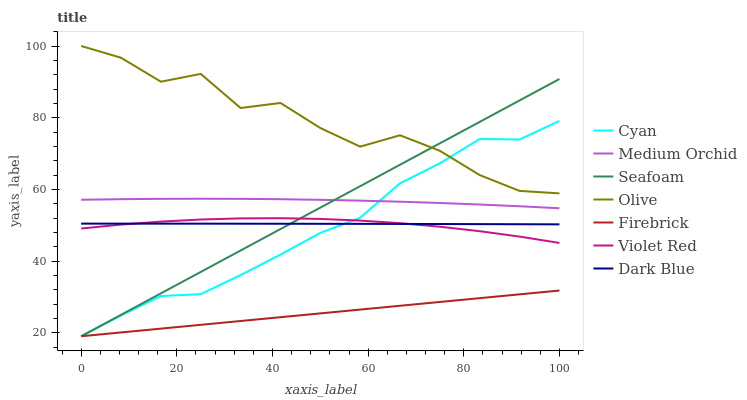 title
100
80
60
40
20
yaxis_label
0
20
40
60
80
100
xaxis_label
Cyan
Medium Orchid
Seafoam
Olive
Firebrick
Violet Red
Dark Blue